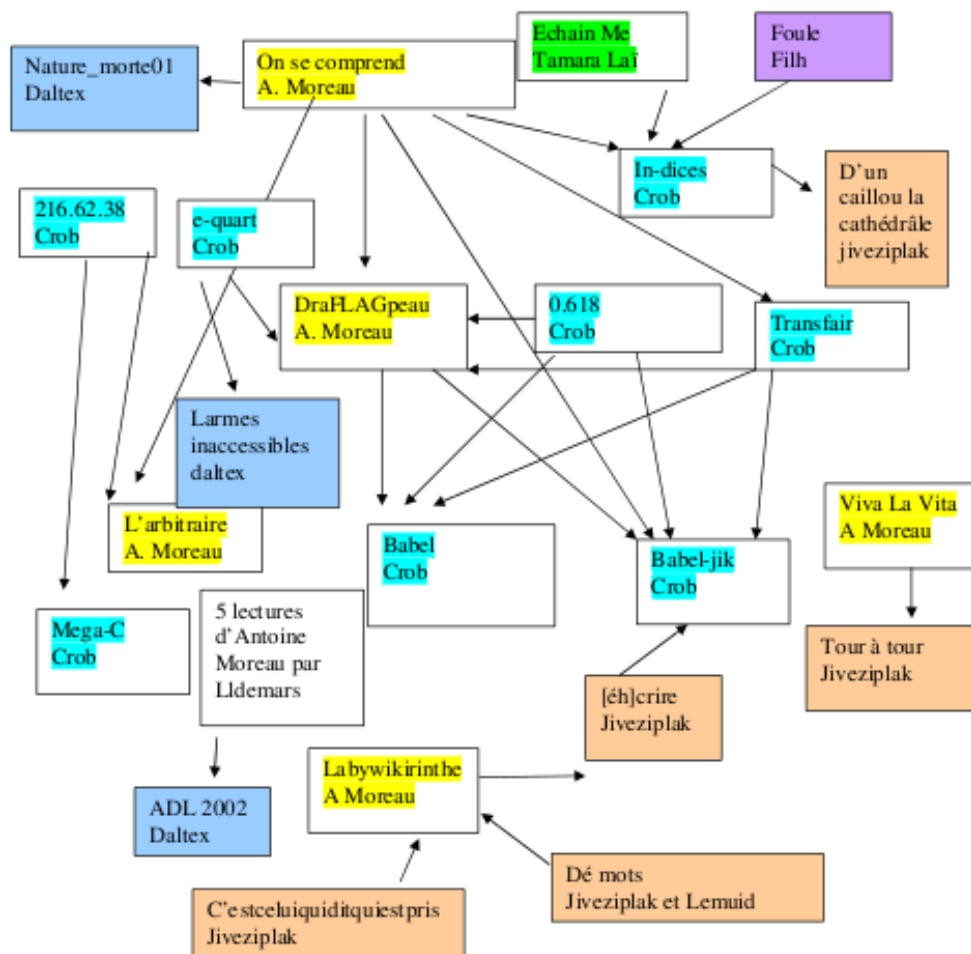 Nature_morte01
Daltex
On se comprend
A. Moreau
Echain Me
Tamara Laï
Foule
Filh
In-dices
Crob
D'un
caillou la
cathédrâle
jiveziplak
216.62.38
Crob
e-quart
Crob
DraFLAGpeau
A. Moreau
0.618
Crob
Transfair
Crob
Larmes
inaccessibles
daltex
L'arbitraire
A. Moreau
Babel
Crob
Babel-jik
Crob
Viva La Vita
A Moreau
Mega-C
Crob
5 lectures
d'Antoine
Moreau par
Lldemars
Tour à tour
Jiveziplak
[éh]crire
Jiveziplak
ADL 2002
Daltex
Labywikirinthe
A Moreau
Dé mots
Jiveziplak et Lemuid
C'estceluiquiditquiestpris
Jiveziplak